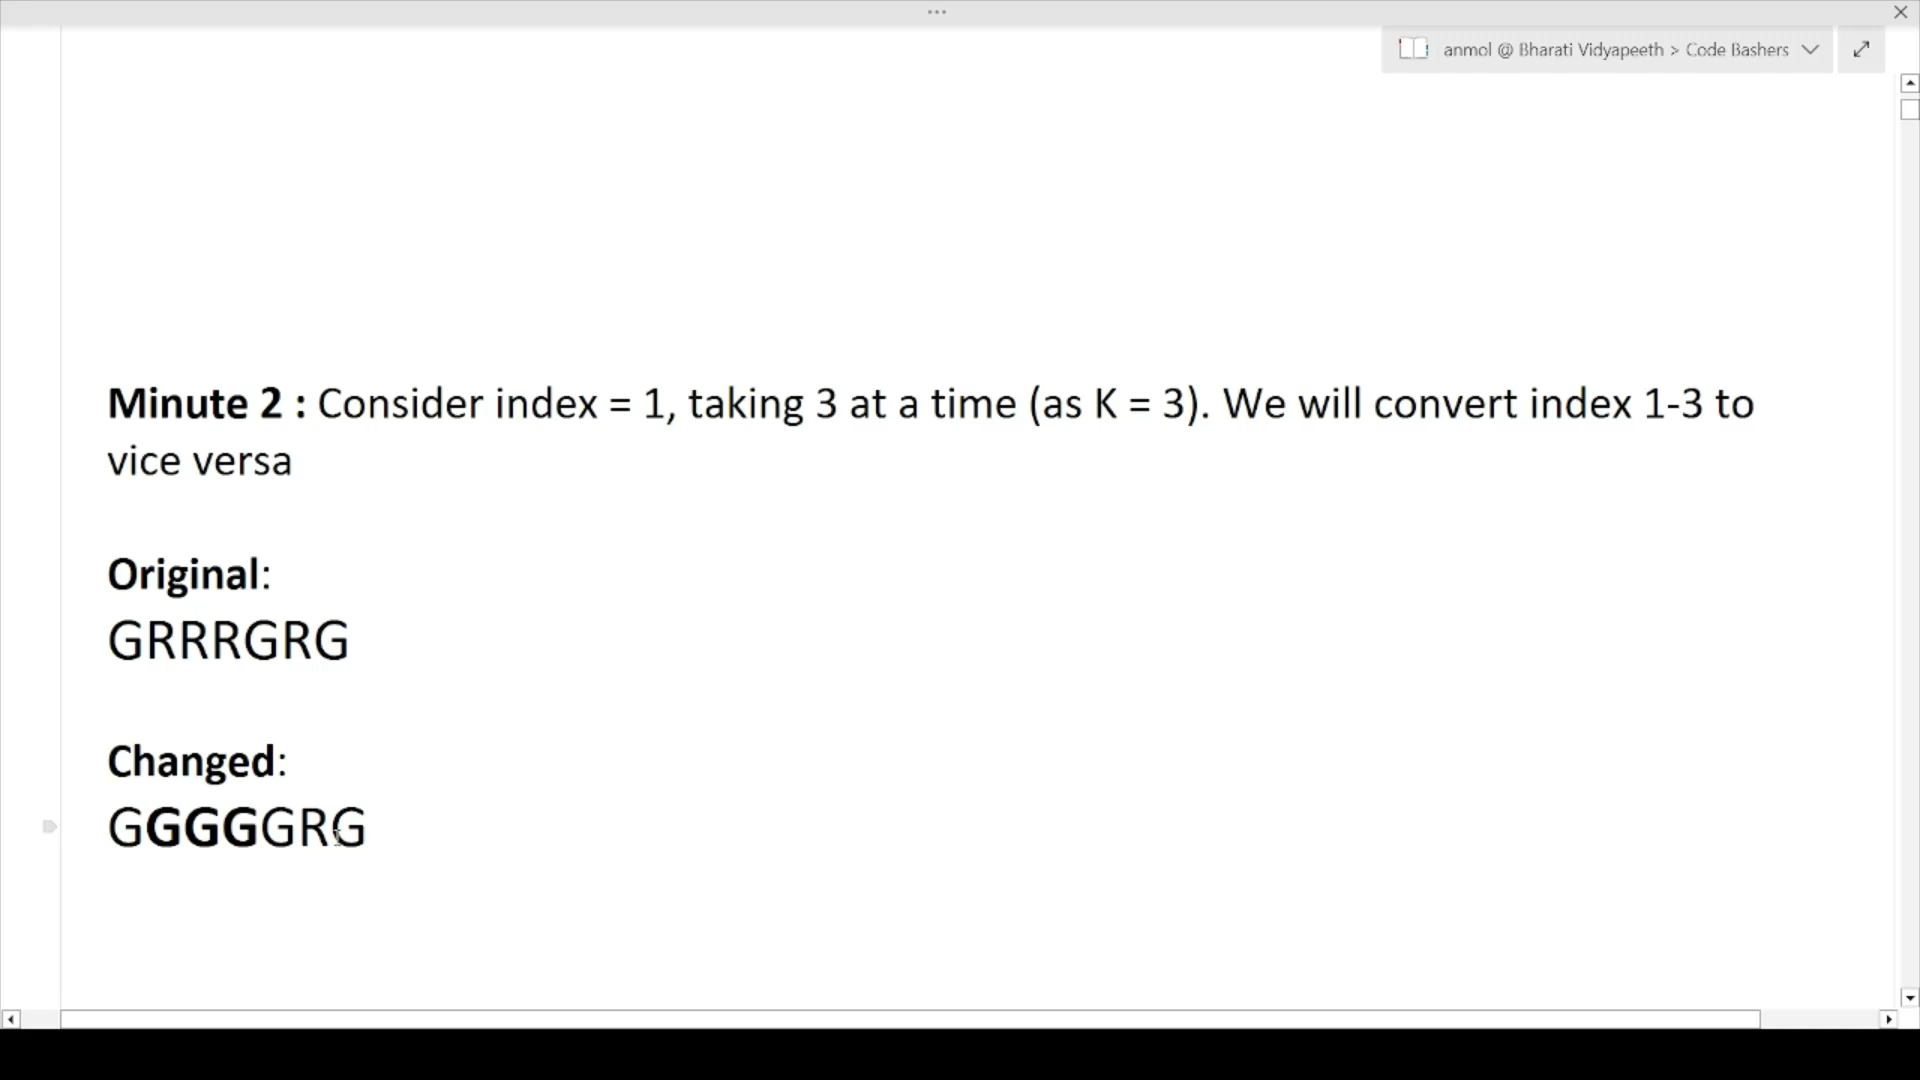 anmol @ Bharati Vidyapeeth > Code Bashers
Minute 2 : Consider index = 1, taking 3 at a time (as K = 3). We will convert index 1-3 to
vice versa
Original:
GRRRGRG
Changed:
GGGGGRG